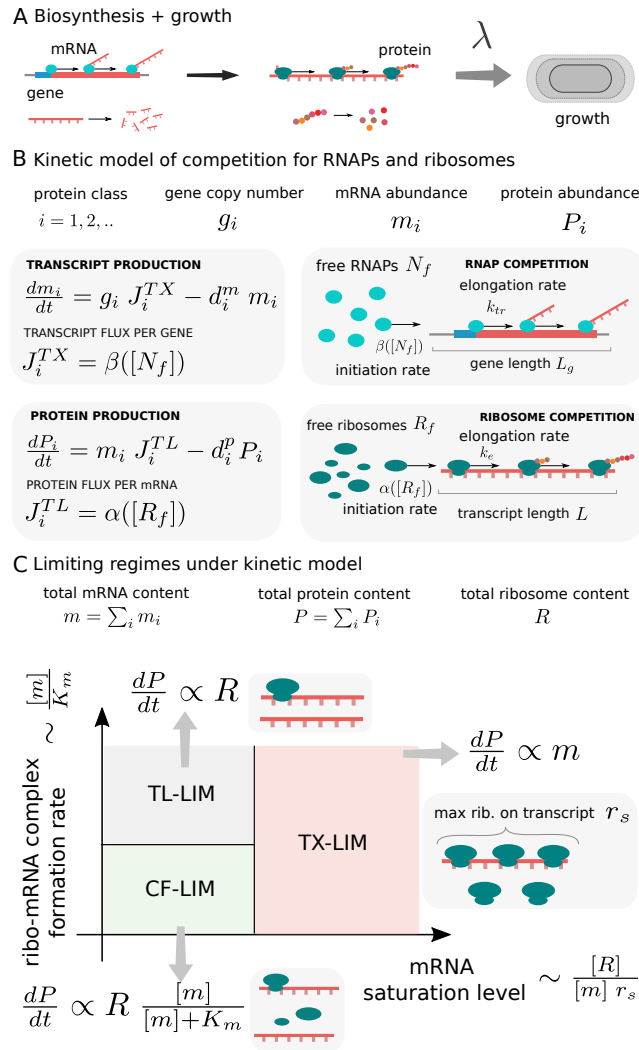 A Biosynthesis + growth
mRNA
gene
protein
λ
growth
B Kinetic model of competition for RNAPs and ribosomes
protein class
i = 1, 2, ..
gene copy number
g_i
mRNA abundance
m_i
protein abundance
P_i
TRANSCRIPT PRODUCTION
dm_i/dt = g_i J_i^{TX} − d_i^m m_i
TRANSCRIPT FLUX PER GENE
J_i^{TX} = β([N_f])
free RNAPs N_f
RNAP COMPETITION
elongation rate
k_{tr}
β([N_f])
initiation rate
gene length L_g
PROTEIN PRODUCTION
dP_i/dt = m_i J_i^{TL} − d_i^p P_i
PROTEIN FLUX PER mRNA
J_i^{TL} = α([R_f])
free ribosomes R_f
RIBOSOME COMPETITION
elongation rate
k_e
α([R_f])
initiation rate
transcript length L
C Limiting regimes under kinetic model
total mRNA content
m = ∑_i m_i
total protein content
P = ∑_i P_i
total ribosome content
R
ribo-mRNA complex
formation rate
~ [m]/K_m
dP/dt ∝ R
TL-LIM
CF-LIM
TX-LIM
dP/dt ∝ m
max rib. on transcript r_s
mRNA
saturation level ~ [R]/([m] r_s)
dP/dt ∝ R [m]/([m]+K_m)